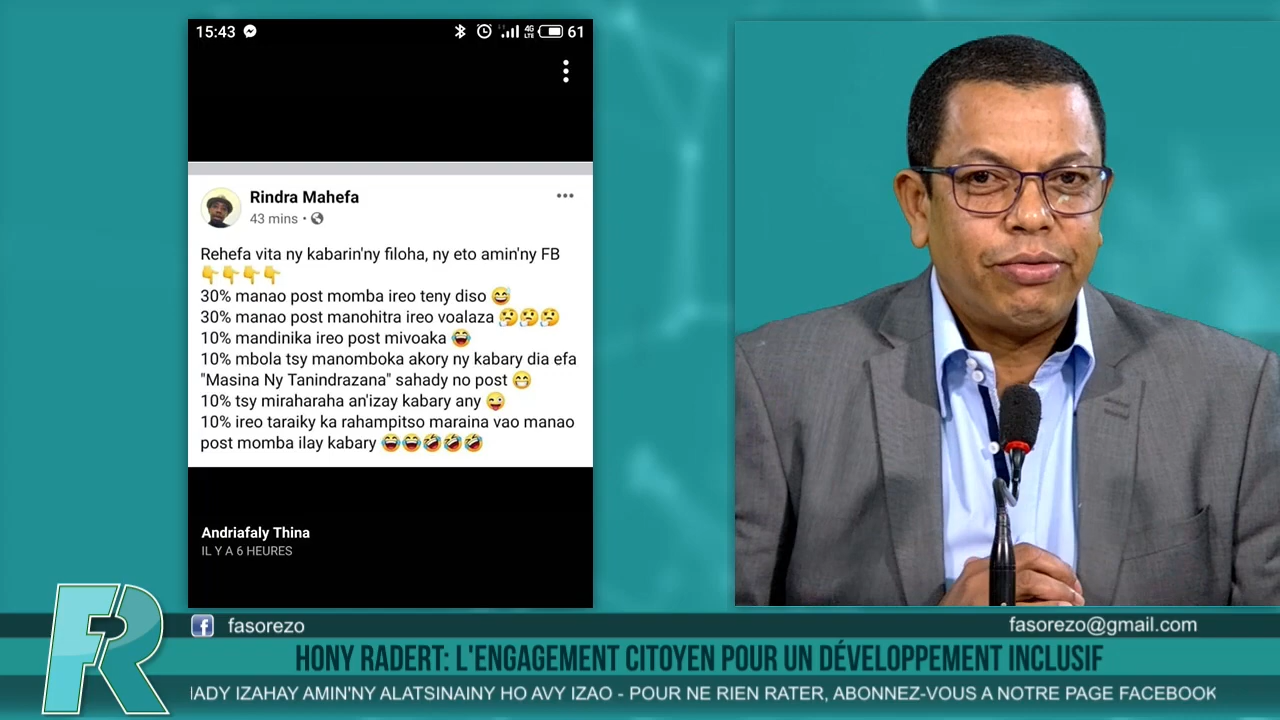 15:43
4G LTE 61
Rindra Mahefa
43 mins
Rehefa vita ny kabarin'ny filoha, ny eto amin'ny FB
👇👇👇👇
30% manao post momba ireo teny diso 😅
30% manao post manohitra ireo voalaza 🤔🤔🤔
10% mandinika ireo post mivoaka 😂
10% mbola tsy manomboka akory ny kabary dia efa
"Masina Ny Tanindrazana" sahady no post 😁
10% tsy miraharaha an'izay kabary any 😜
10% ireo taraiky ka rahampitso maraina vao manao
post momba ilay kabary 😂😂🤣🤣🤣
Andriafaly Thina
IL Y A 6 HEURES
FR
fasorezo
fasorezo@gmail.com
HONY RADERT: L'ENGAGEMENT CITOYEN POUR UN DÉVELOPPEMENT INCLUSIF
IZAHAY AMIN'NY ALATSINAINY HO AVY IZAO - POUR NE RIEN RATER, ABONNEZ-VOUS A NOTRE PAGE FACEBOOK